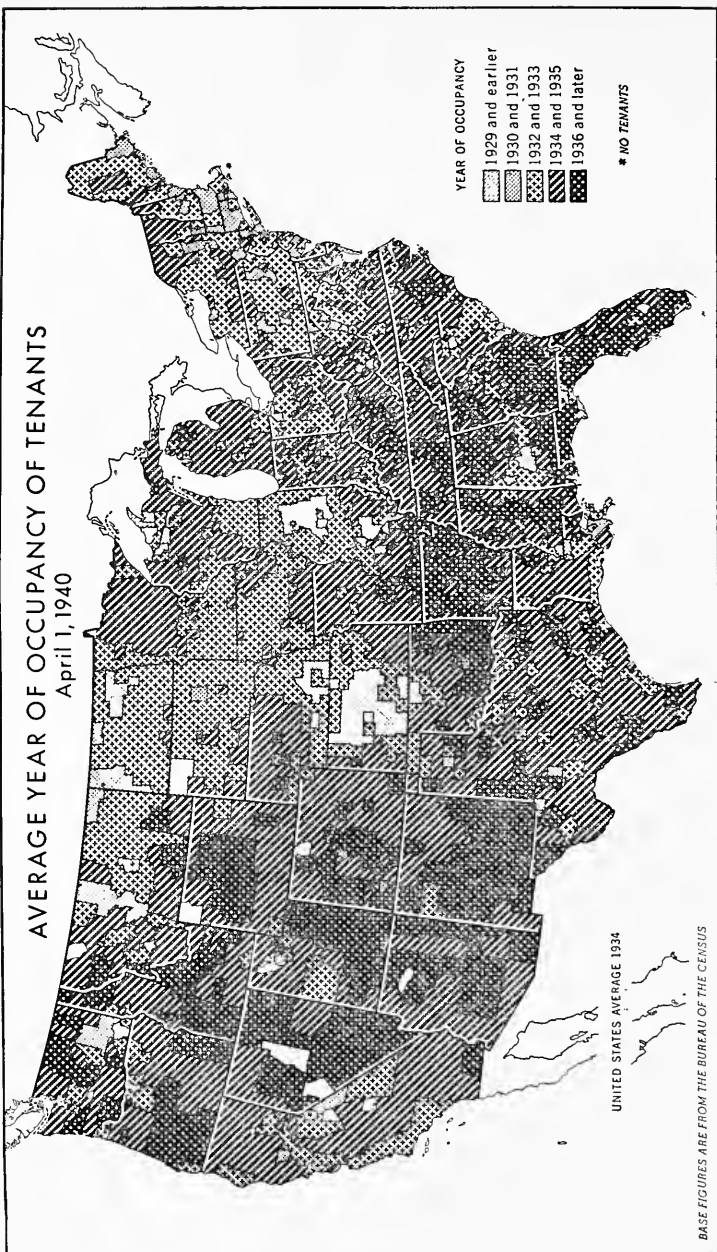 AVERAGE YEAR OF OCCUPANCY OF TENANTS
April 1, 1940
YEAR OF OCCUPANCY
1929 and earlier
1930 and 1931
1932 and 1933
1934 and 1935
1936 and later
* NO TENANTS
*
UNITED STATES AVERAGE 1934
BASE FIGURES ARE FROM THE BUREAU OF THE CENSUS